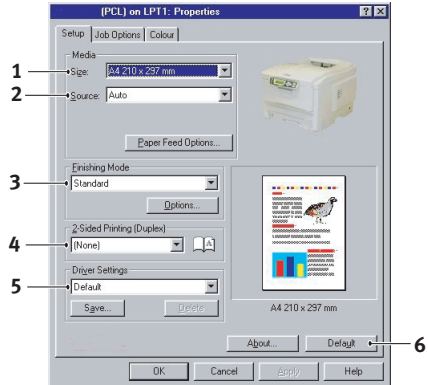 (PCL) on LPT1: Properties
Setup Job Options Colour
Media
1 Size: A4 210 x 297 mm
2 Source: Auto
Paper Feed Options...
Finishing Mode
3 Standard
Options...
2-Sided Printing (Duplex)
4 (None)
A
Driver Settings
5 Default
Save... Delete
A4 210 x 297 mm
About... Default 6
OK Cancel Apply Help